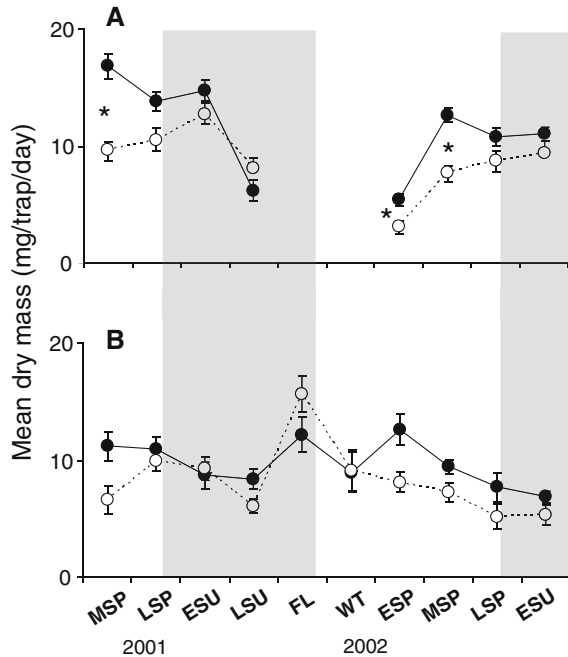 A
20
10
0
*
*
*
Mean dry mass (mg/trap/day)
B
20
10
0
MSP LSP ESU LSU FL WT ESP MSP LSP ESU
2001 2002